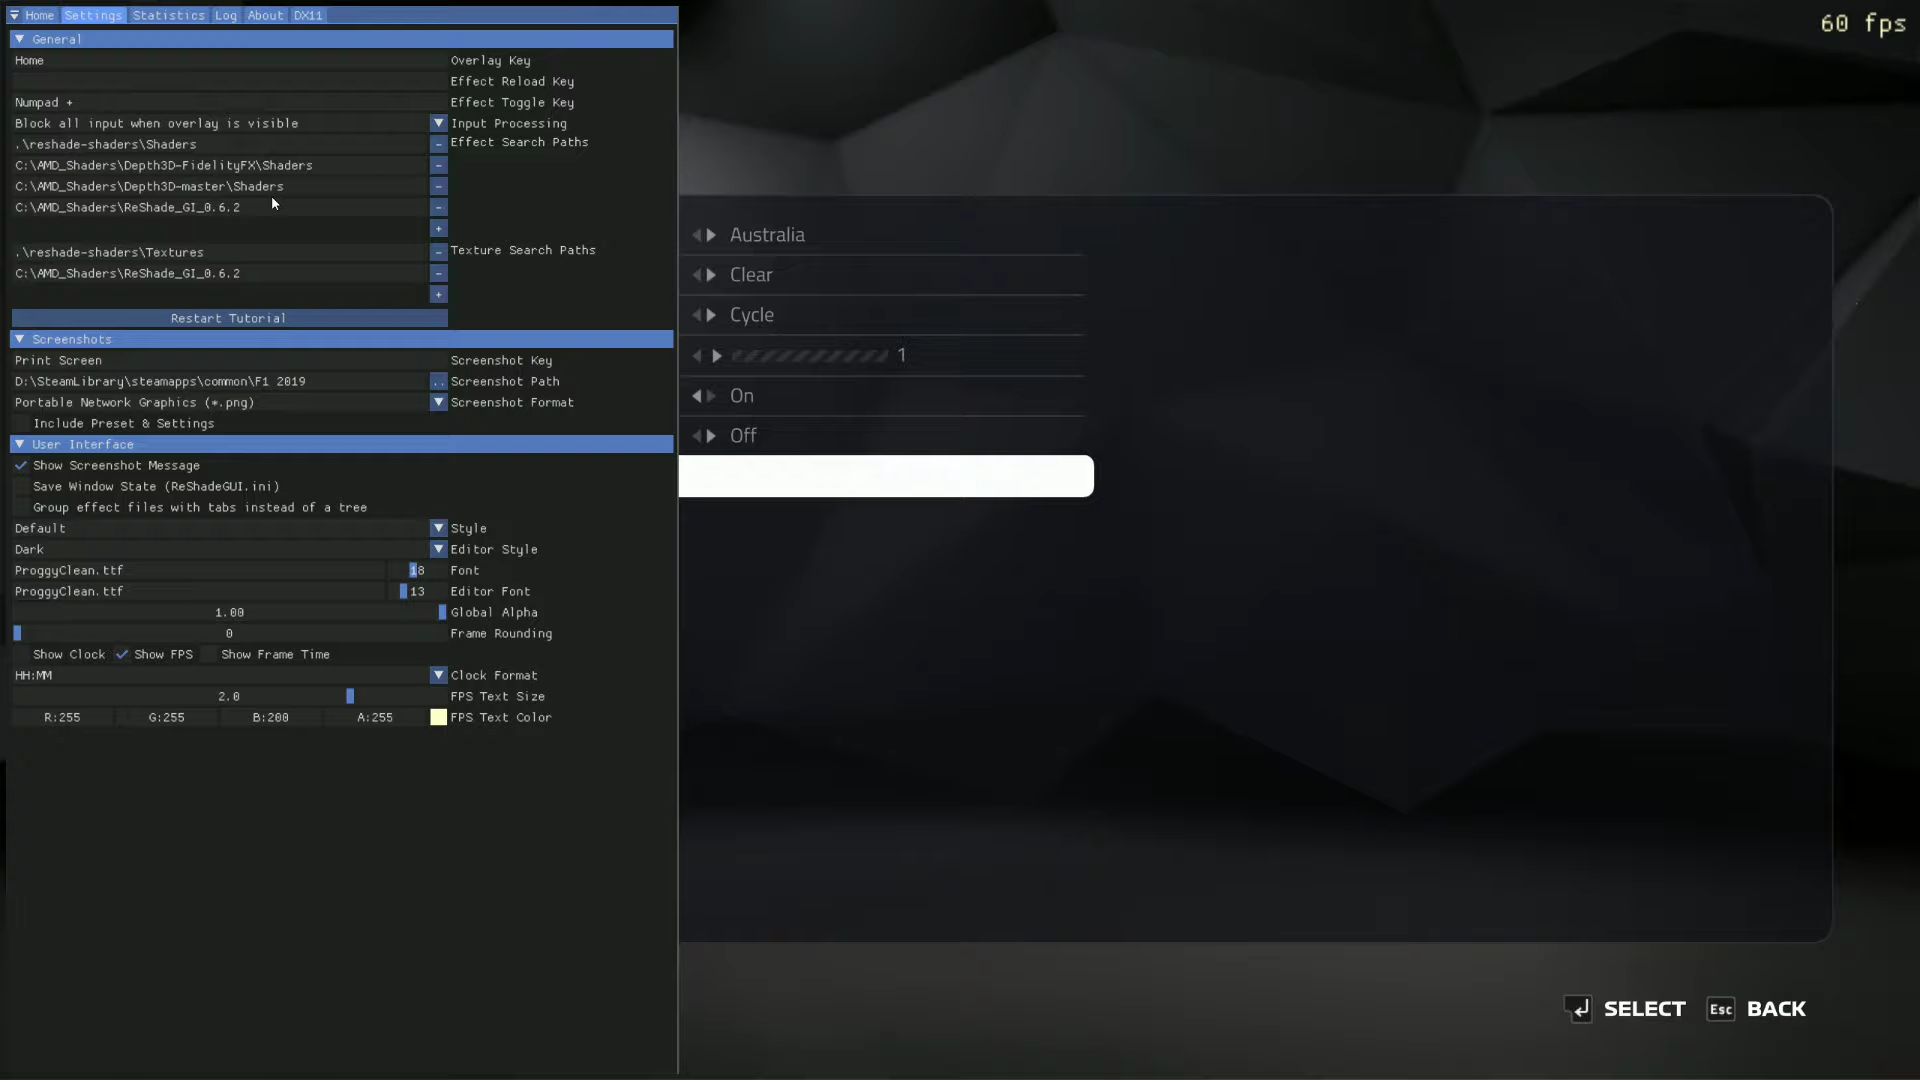 Home Settings Statistics Log About DX11
60 fps
General
Home Overlay Key
Effect Reload Key
Numpad + Effect Toggle Key
Block all input when overlay is visible Input Processing
.\reshade-shaders\Shaders - Effect Search Paths
C:\AMD_Shaders\Depth3D-FidelityFX\Shaders -
C:\AMD_Shaders\Depth3D-master\Shaders -
C:\AMD_Shaders\ReShade_GI_0.6.2 -
+
.\reshade-shaders\Textures - Texture Search Paths
C:\AMD_Shaders\ReShade_GI_0.6.2 -
+
Restart Tutorial
Screenshots
Print Screen Screenshot Key
D:\SteamLibrary\steamapps\common\F1 2019 .. Screenshot Path
Portable Network Graphics (*.png) Screenshot Format
Include Preset & Settings
User Interface
Show Screenshot Message
Save Window State (ReShadeGUI.ini)
Group effect files with tabs instead of a tree
Default Style
Dark Editor Style
ProggyClean.ttf 18 Font
ProggyClean.ttf 13 Editor Font
1.00 Global Alpha
0 Frame Rounding
Show Clock Show FPS Show Frame Time
HH:MM Clock Format
2.0 FPS Text Size
R:255 G:255 B:200 A:255 FPS Text Color
Australia
Clear
Cycle
1
On
Off
SELECT Esc BACK